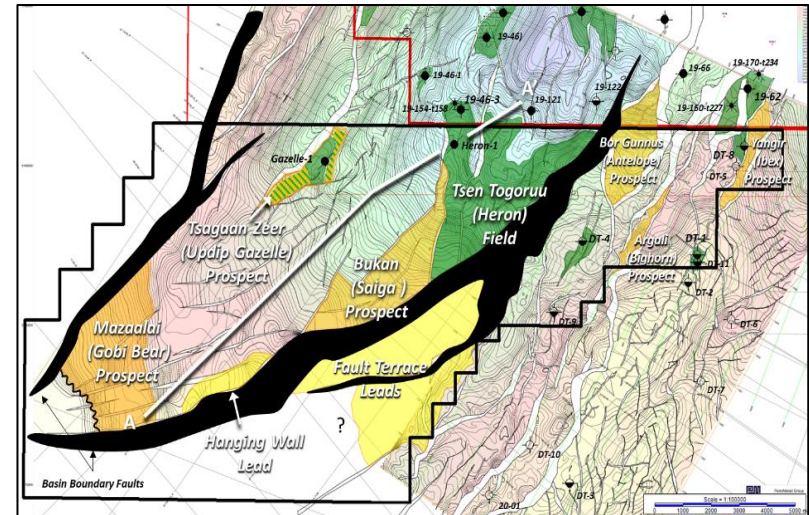 19-46)
19-66
19-170-t234
19-46-1
19-154-t158
19-46-3
A'
19-121
19-122
19-160-t227
19-62
Gazelle-1
Heron-1
Bor Gunnus
(Antelope)
Prospect
DT-8
DT-5
Yangir
(Ibex)
Prospect
Tsen Togoruu
(Heron)
Field
Tsagaan Zeer
(Updip Gazelle)
Prospect
DT-4
Argali
(Bighorn)
Prospect
DT-1
DT-11
DT-2
Bukan
(Saiga )
Prospect
Mazaalai
(Gobi Bear)
Prospect
DT-9
DT-6
Fault Terrace
Leads
DT-7
A
?
Hanging Wall
Lead
Basin Boundary Faults
DT-10
DT-3
20-01
Scale = 1:100000
0 1000 2000 3000 4000 5000 m